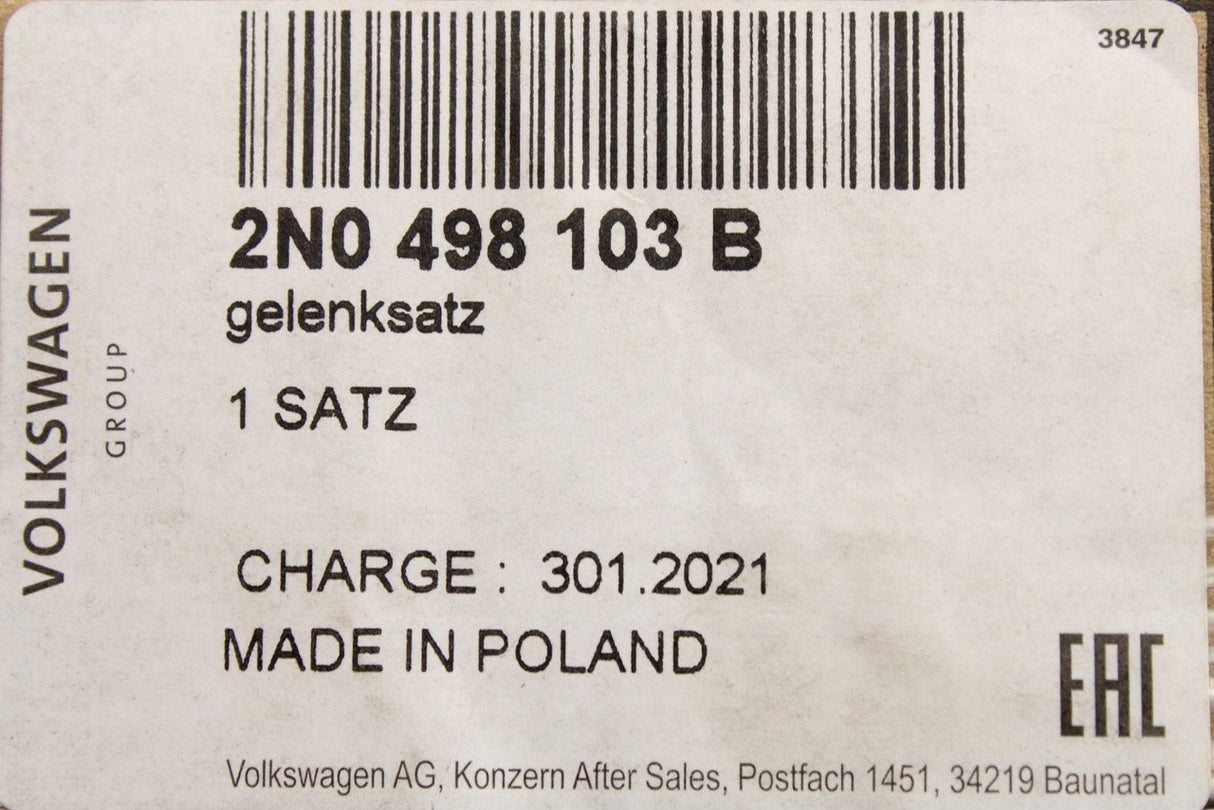 3847
2N0 498 103 B
gelenksatz
1 SATZ
CHARGE : 301.2021
MADE IN POLAND
EAC
Volkswagen AG, Konzern After Sales, Postfach 1451, 34219 Baunatal
VOLKSWAGEN
GROUP